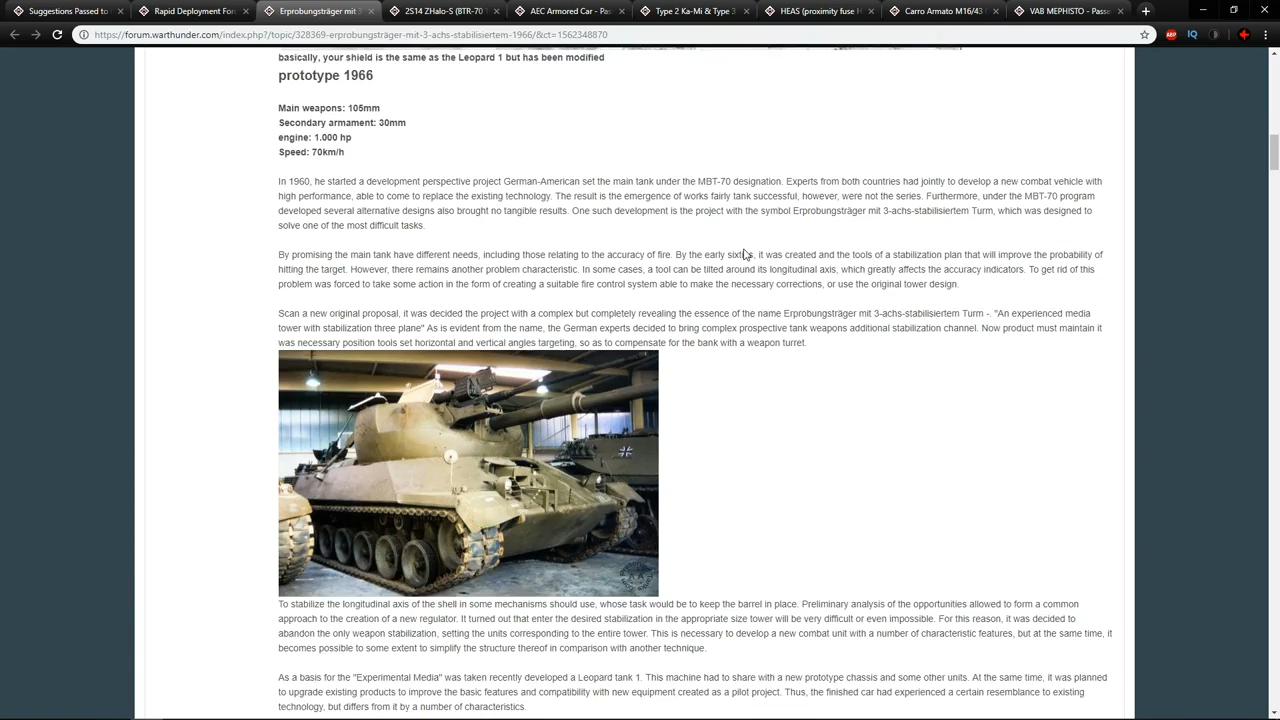 Suggestions Passed to
Rapid Deployment For
Erprobungsträger mit 3
2S14 ZHalo-S (BTR-70
AEC Armored Car - Pas
Type 2 Ka-Mi & Type 3
HEAS (proximity fuse H
Carro Armato M16/43
VAB MEPHISTO - Passe
https://forum.warthunder.com/index.php?/topic/328369-erprobungsträger-mit-3-achs-stabilisiertem-1966/&ct=1562348870
ABP
IQ
basically, your shield is the same as the Leopard 1 but has been modified
prototype 1966
Main weapons: 105mm
Secondary armament: 30mm
engine: 1.000 hp
Speed: 70km/h
In 1960, he started a development perspective project German-American set the main tank under the MBT-70 designation. Experts from both countries had jointly to develop a new combat vehicle with
high performance, able to come to replace the existing technology. The result is the emergence of works fairly tank successful, however, were not the series. Furthermore, under the MBT-70 program
developed several alternative designs also brought no tangible results. One such development is the project with the symbol Erprobungsträger mit 3-achs-stabilisiertem Turm, which was designed to
solve one of the most difficult tasks.
By promising the main tank have different needs, including those relating to the accuracy of fire. By the early sixties, it was created and the tools of a stabilization plan that will improve the probability of
hitting the target. However, there remains another problem characteristic. In some cases, a tool can be tilted around its longitudinal axis, which greatly affects the accuracy indicators. To get rid of this
problem was forced to take some action in the form of creating a suitable fire control system able to make the necessary corrections, or use the original tower design.
Scan a new original proposal, it was decided the project with a complex but completely revealing the essence of the name Erprobungsträger mit 3-achs-stabilisiertem Turm -. "An experienced media
tower with stabilization three plane" As is evident from the name, the German experts decided to bring complex prospective tank weapons additional stabilization channel. Now product must maintain it
was necessary position tools set horizontal and vertical angles targeting, so as to compensate for the bank with a weapon turret.
To stabilize the longitudinal axis of the shell in some mechanisms should use, whose task would be to keep the barrel in place. Preliminary analysis of the opportunities allowed to form a common
approach to the creation of a new regulator. It turned out that enter the desired stabilization in the appropriate size tower will be very difficult or even impossible. For this reason, it was decided to
abandon the only weapon stabilization, setting the units corresponding to the entire tower. This is necessary to develop a new combat unit with a number of characteristic features, but at the same time, it
becomes possible to some extent to simplify the structure thereof in comparison with another technique.
As a basis for the "Experimental Media" was taken recently developed a Leopard tank 1. This machine had to share with a new prototype chassis and some other units. At the same time, it was planned
to upgrade existing products to improve the basic features and compatibility with new equipment created as a pilot project. Thus, the finished car had experienced a certain resemblance to existing
technology, but differs from it by a number of characteristics.